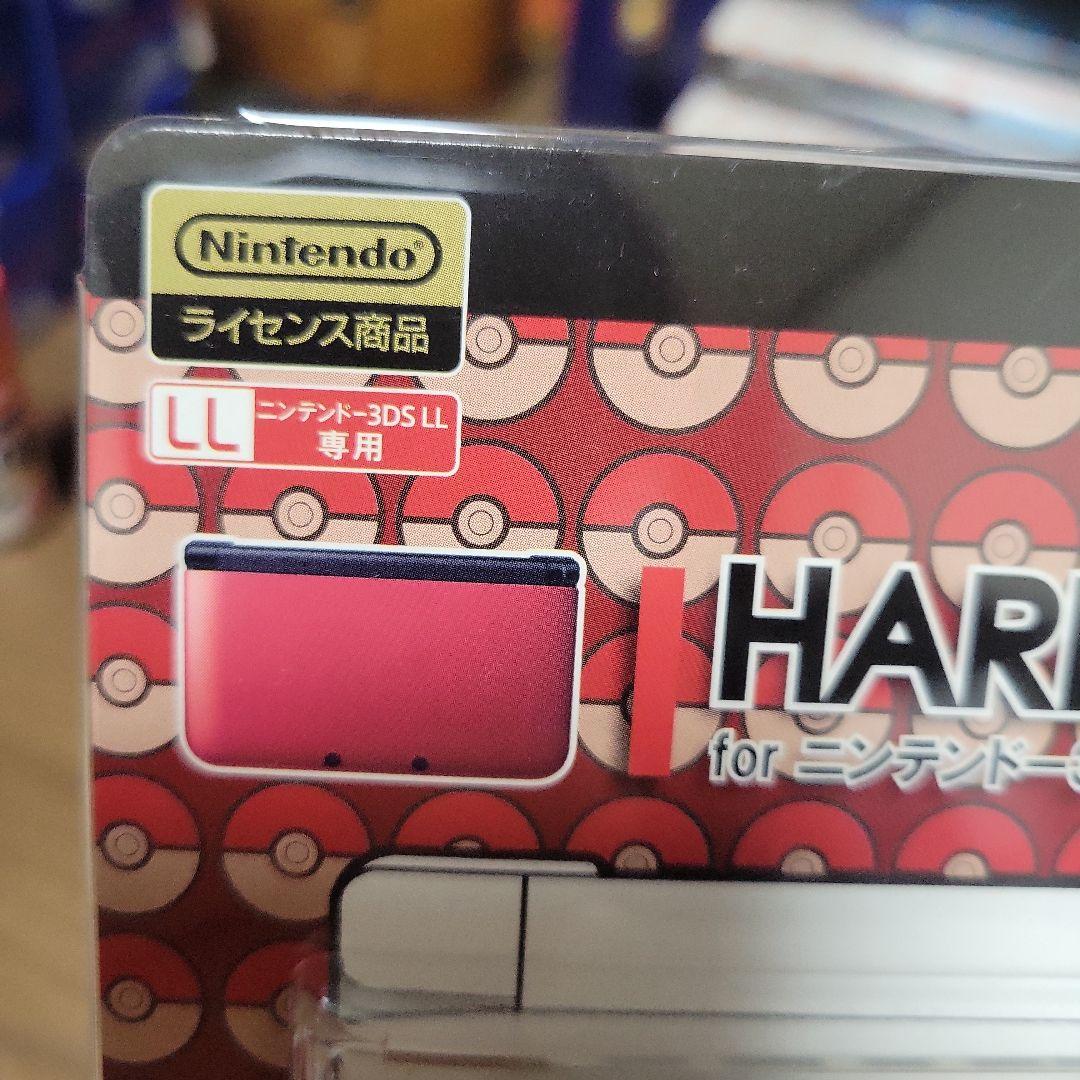 Nintendo®
ライセンス商品
LL
ニンテンドー3DS LL
専用
HAR
for ニンテンドー